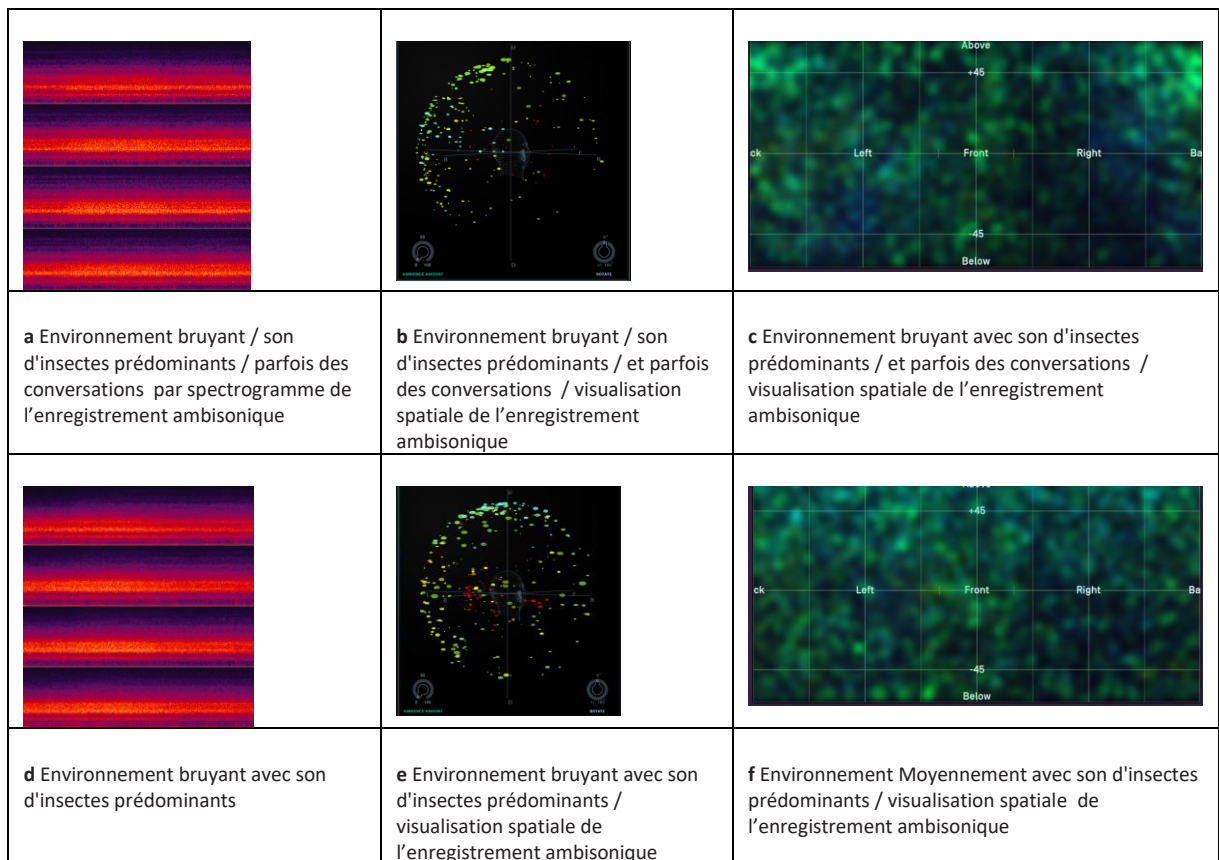 Above
+45
ck Left Front Right Ba
-45
Below
AMBIENCE AMOUNT ROTATE
a Environnement bruyant / son
d'insectes prédominants / parfois des
conversations par spectrogramme de
l’enregistrement ambisonique
b Environnement bruyant / son
d'insectes prédominants / et parfois
des conversations / visualisation
spatiale de l’enregistrement
ambisonique
c Environnement bruyant avec son d'insectes
prédominants / et parfois des conversations /
visualisation spatiale de l’enregistrement
ambisonique
+45
ck Left Front Right Ba
-45
Below
AMBIENCE AMOUNT ROTATE
d Environnement bruyant avec son
d'insectes prédominants
e Environnement bruyant avec son
d'insectes prédominants /
visualisation spatiale de
l’enregistrement ambisonique
f Environnement Moyennement avec son d'insectes
prédominants / visualisation spatiale de
l’enregistrement ambisonique